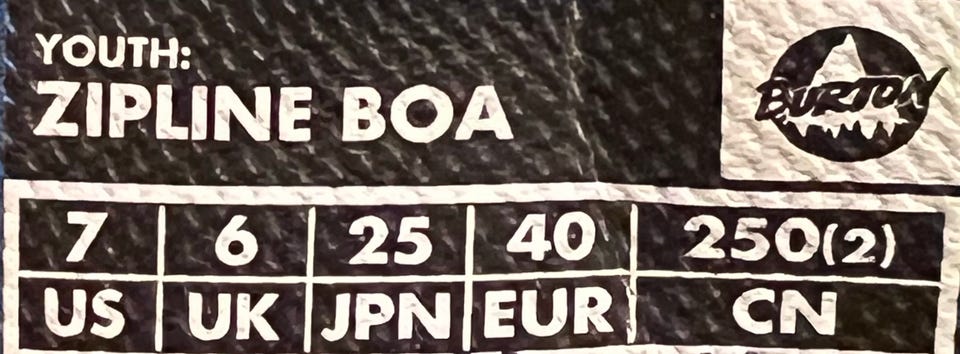 YOUTH:
ZIPLINE BOA
BURTON
7 6 25 40 250(2)
US UK JPN EUR CN